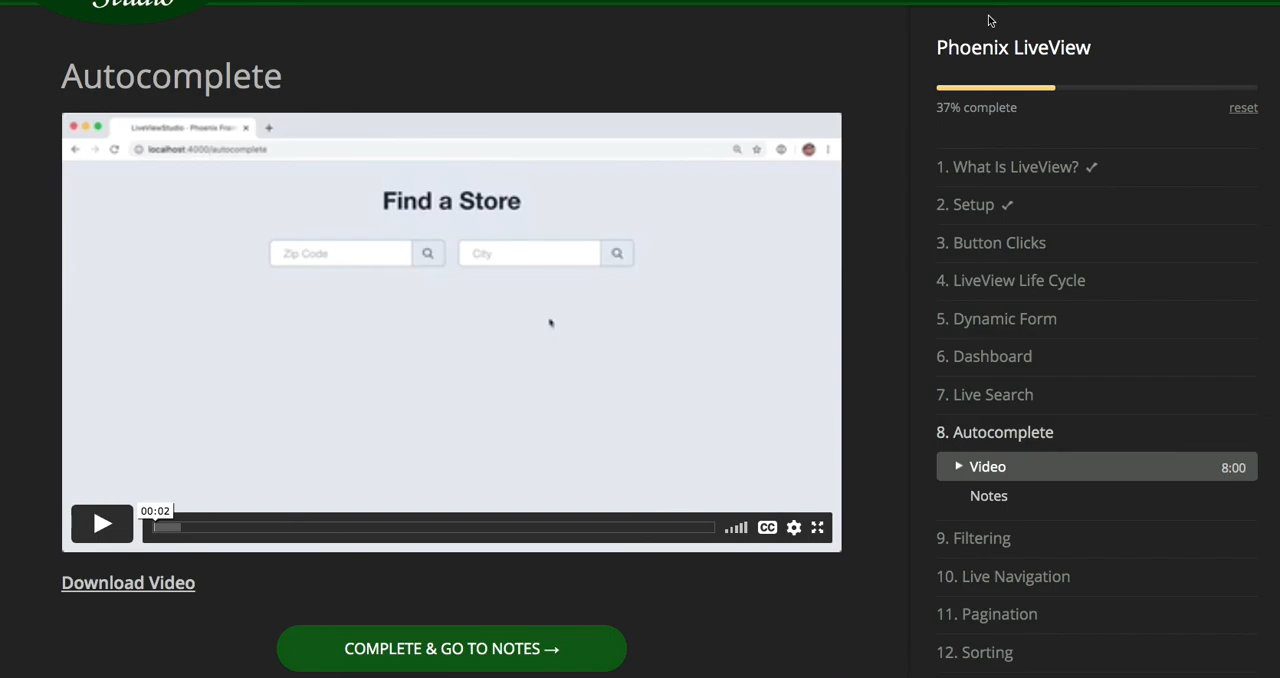 Studio
Autocomplete
LiveViewStudio - Phoenix Fram
localhost:4000/autocomplete
Find a Store
Zip Code
City
00:02
CC
Download Video
COMPLETE & GO TO NOTES →
Phoenix LiveView
37% complete
reset
1. What Is LiveView? ✓
2. Setup ✓
3. Button Clicks
4. LiveView Life Cycle
5. Dynamic Form
6. Dashboard
7. Live Search
8. Autocomplete
Video 8:00
Notes
9. Filtering
10. Live Navigation
11. Pagination
12. Sorting